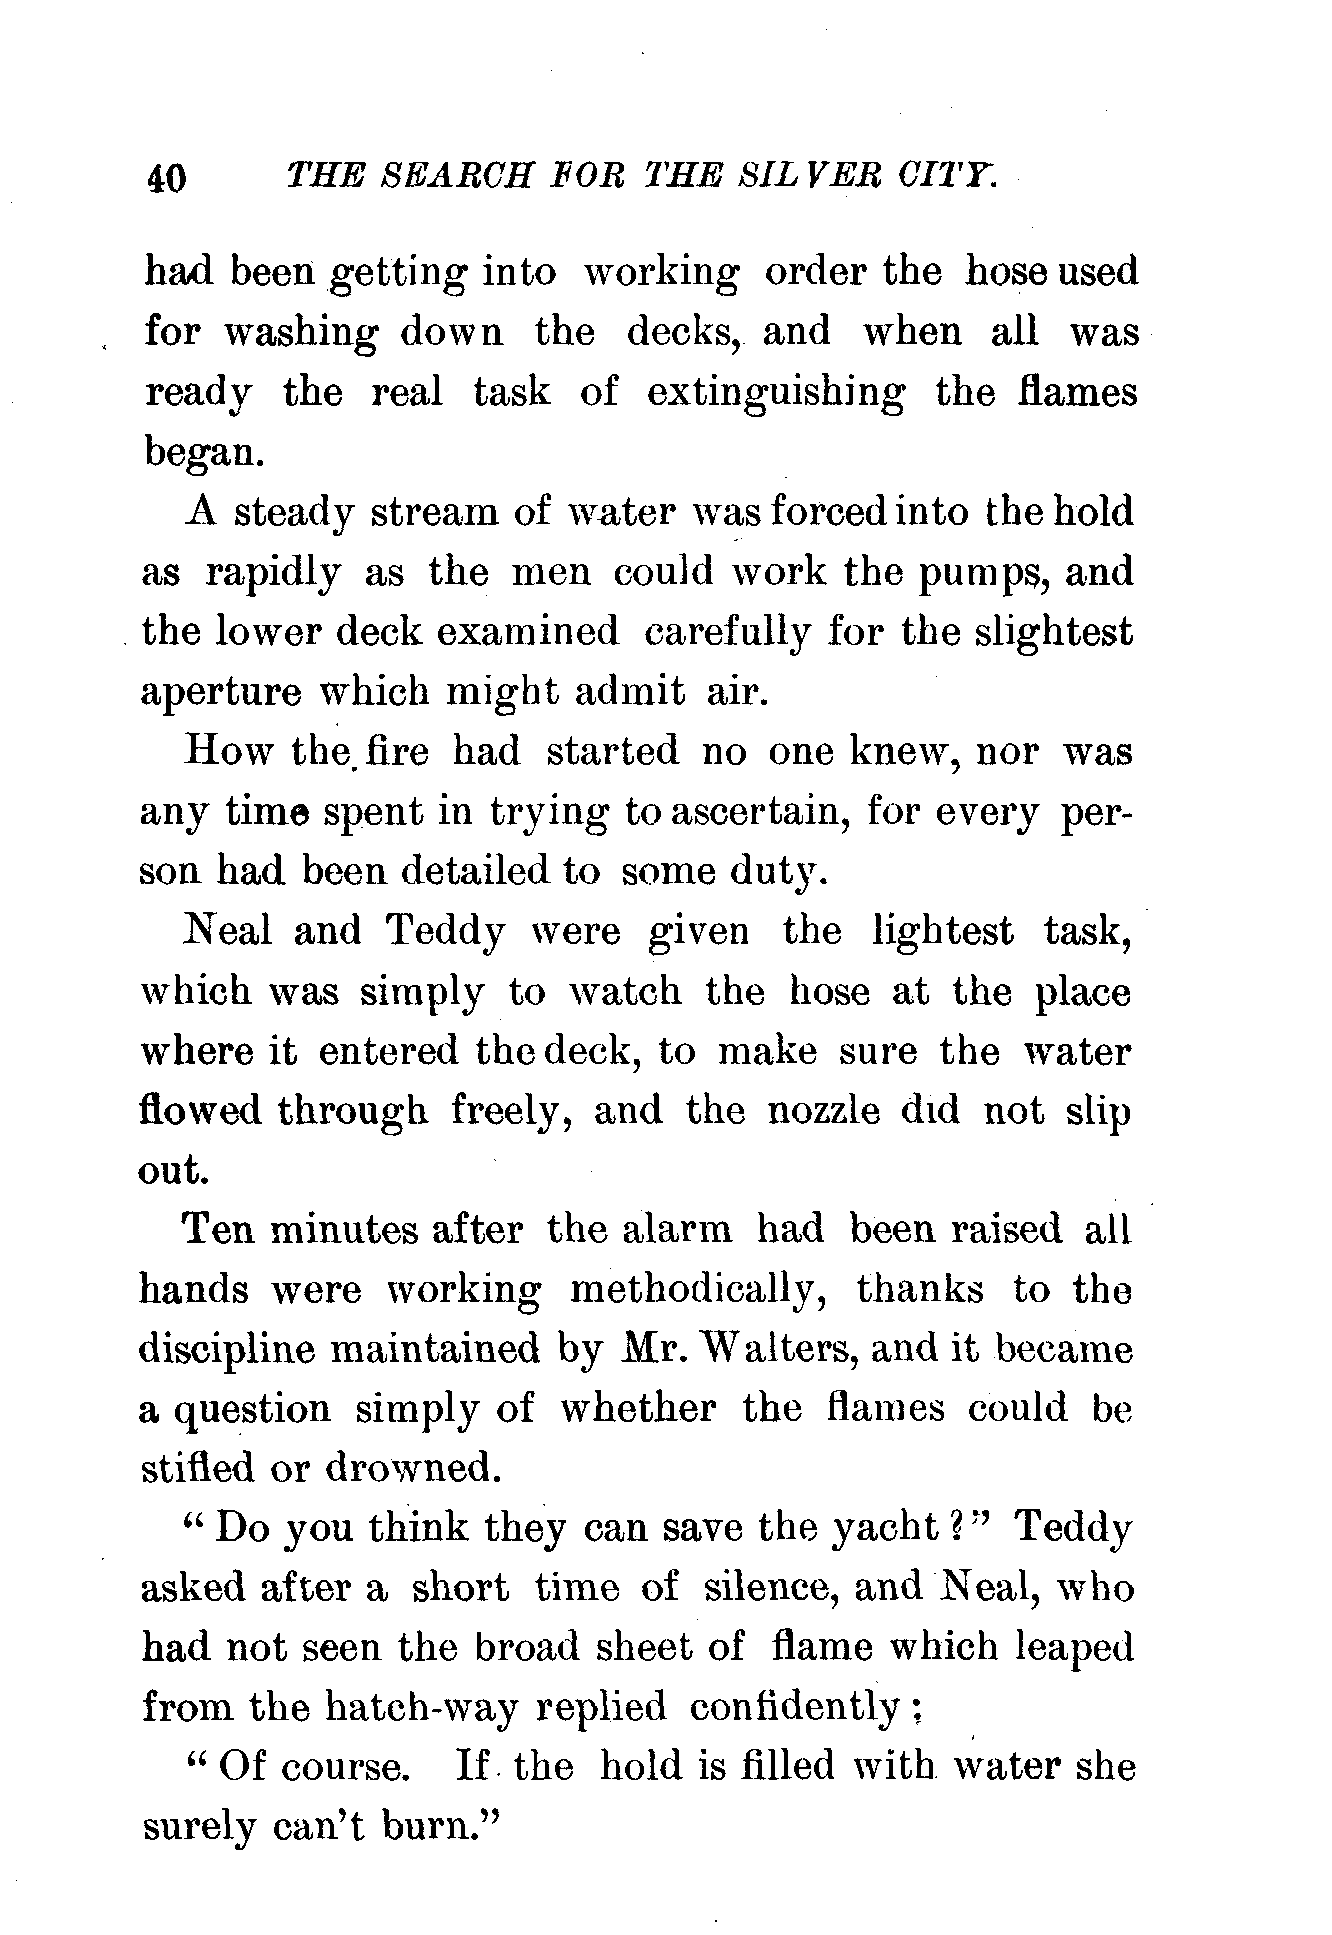 40 THE SEARCH FOR THE SILVER CITY.
had been getting into working order the hose used
for washing down the decks, and when all was
ready the real task of extinguishing the flames
began.
A steady stream of water was forced into the hold
as rapidly as the men could work the pumps, and
the lower deck examined carefully for the slightest
aperture which might admit air.
How the fire had started no one knew, nor was
any time spent in trying to ascertain, for every per-
son had been detailed to some duty.
Neal and Teddy were given the lightest task,
which was simply to watch the hose at the place
where it entered the deck, to make sure the water
flowed through freely, and the nozzle did not slip
out.
Ten minutes after the alarm had been raised all
hands were working methodically, thanks to the
discipline maintained by Mr. Walters, and it became
a question simply of whether the flames could be
stifled or drowned.
“ Do you think they can save the yacht ?” Teddy
asked after a short time of silence, and Neal, who
had not seen the broad sheet of flame which leaped
from the hatch-way replied confidently ;
“ Of course. If the hold is filled with water she
surely can’t burn.”